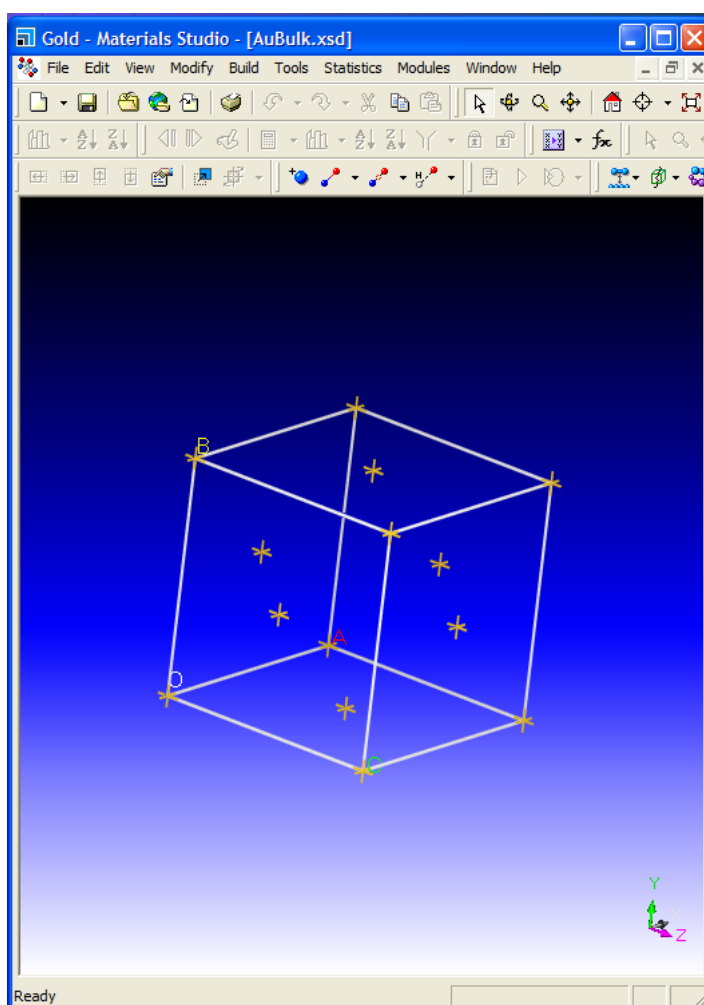 Gold - Materials Studio - [AuBulk.xsd]
File Edit View Modify Build Tools Statistics Modules Window Help
B
A
O
C
Y
Z
Ready